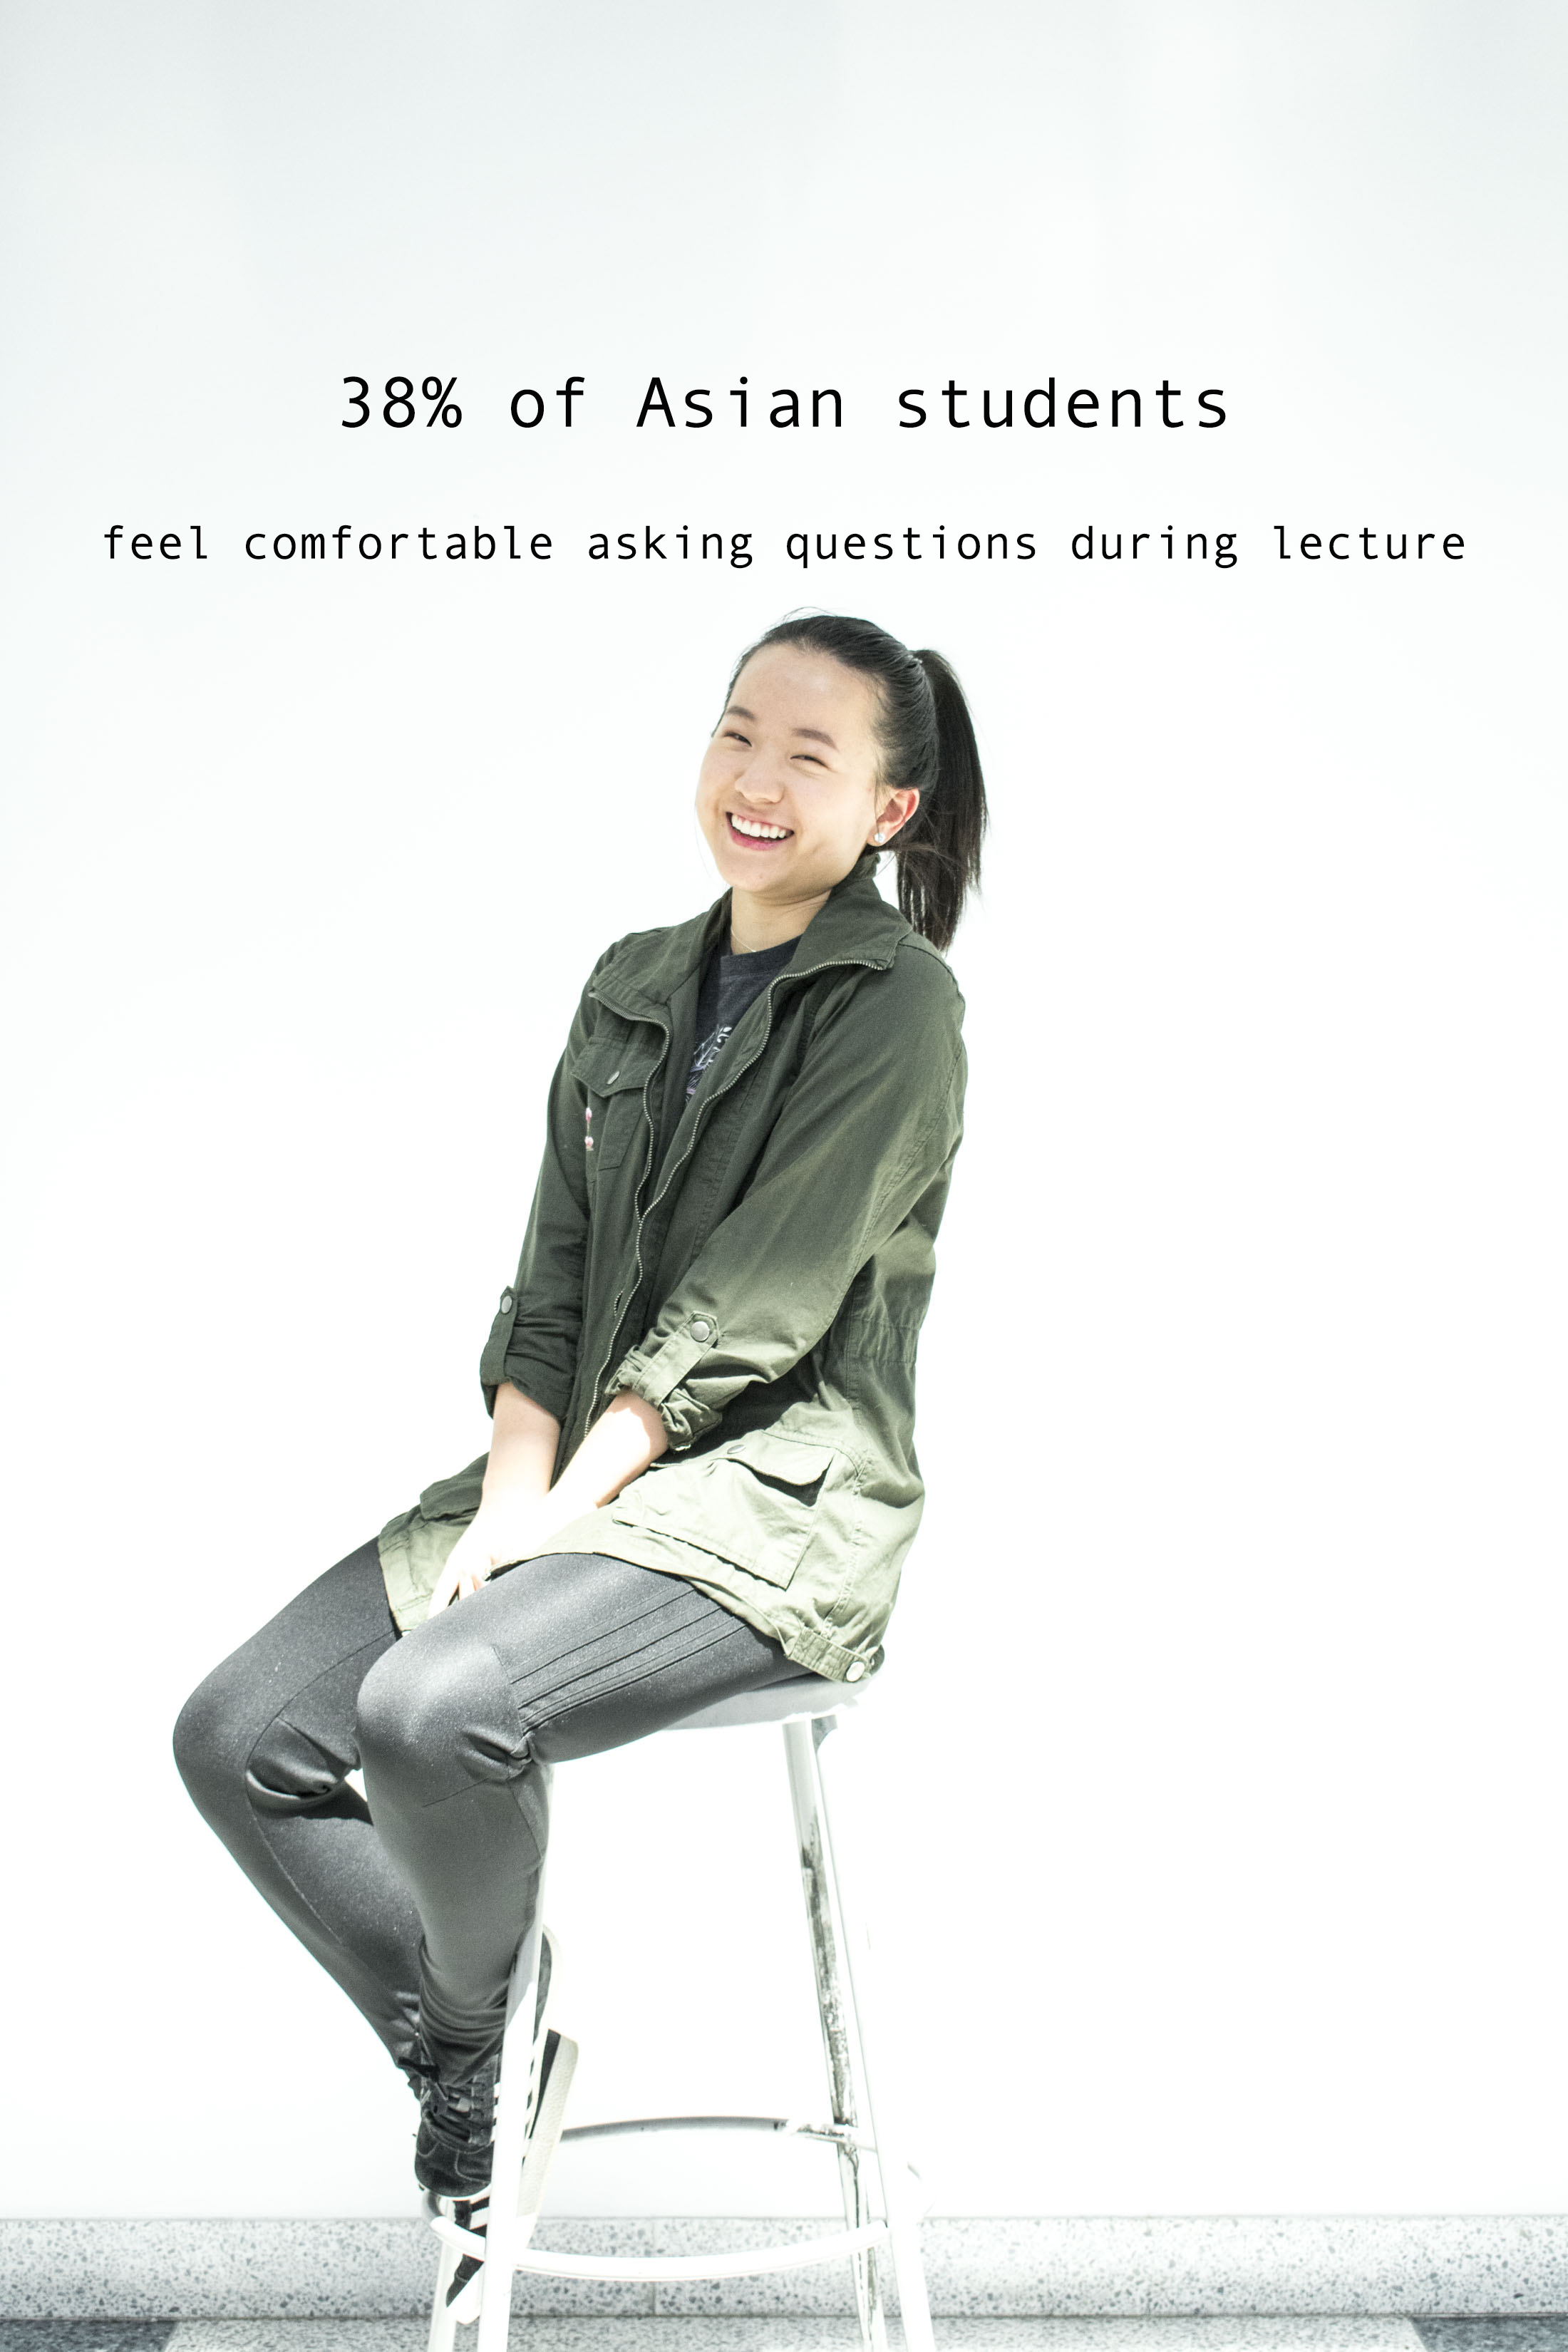 38% of Asian students
feel comfortable asking questions during lecture